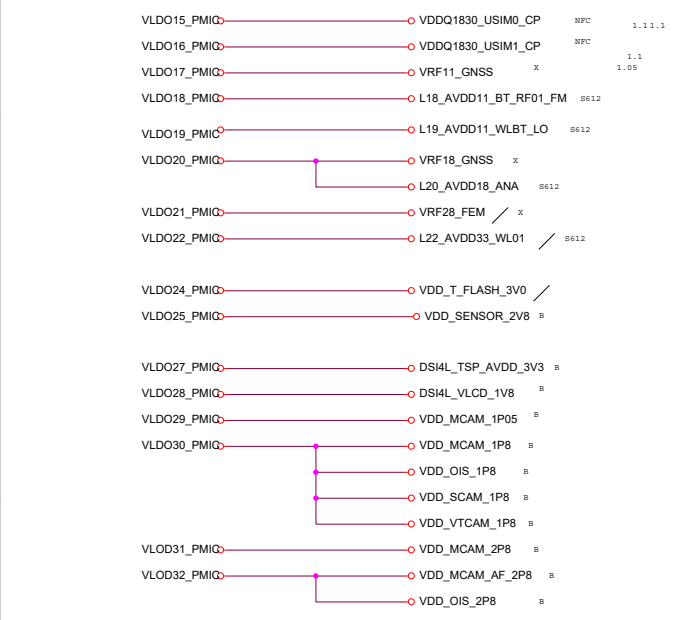 VLDO15_PMIC VDDQ1830_USIM0_CP NFC 1.11.1
VLDO16_PMIC VDDQ1830_USIM1_CP NFC 1.1
VLDO17_PMIC VRF11_GNSS X 1.05
VLDO18_PMIC L18_AVDD11_BT_RF01_FM S612
VLDO19_PMIC L19_AVDD11_WLBT_LO S612
VLDO20_PMIC VRF18_GNSS X
L20_AVDD18_ANA S612
VLDO21_PMIC VRF28_FEM X
VLDO22_PMIC L22_AVDD33_WL01 S612
VLDO24_PMIC VDD_T_FLASH_3V0
VLDO25_PMIC VDD_SENSOR_2V8 B
VLDO27_PMIC DSI4L_TSP_AVDD_3V3 B
VLDO28_PMIC DSI4L_VLCD_1V8 B
VLDO29_PMIC VDD_MCAM_1P05 B
VLDO30_PMIC VDD_MCAM_1P8 B
VDD_OIS_1P8 B
VDD_SCAM_1P8 B
VDD_VTCAM_1P8 B
VLOD31_PMIC VDD_MCAM_2P8 B
VLOD32_PMIC VDD_MCAM_AF_2P8 B
VDD_OIS_2P8 B